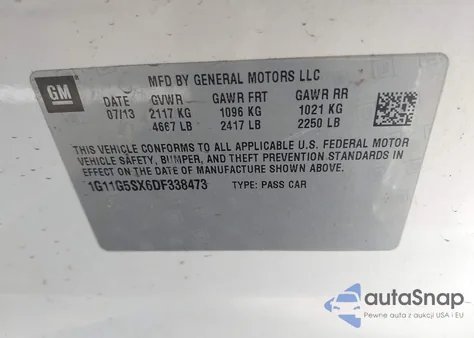 GM
MFD BY GENERAL MOTORS LLC
DATE GVWR GAWR FRT GAWR RR
07/13 2117 KG 1096 KG 1021 KG
4667 LB 2417 LB 2250 LB
THIS VEHICLE CONFORMS TO ALL APPLICABLE U.S. FEDERAL MOTOR
VEHICLE SAFETY, BUMPER, AND THEFT PREVENTION STANDARDS
IN EFFECT ON THE DATE OF MANUFACTURE SHOWN ABOVE.
1G11G5SX6DF338473 TYPE: PASS CAR
autoSnap
Pewne auta z aukcji z USA i EU